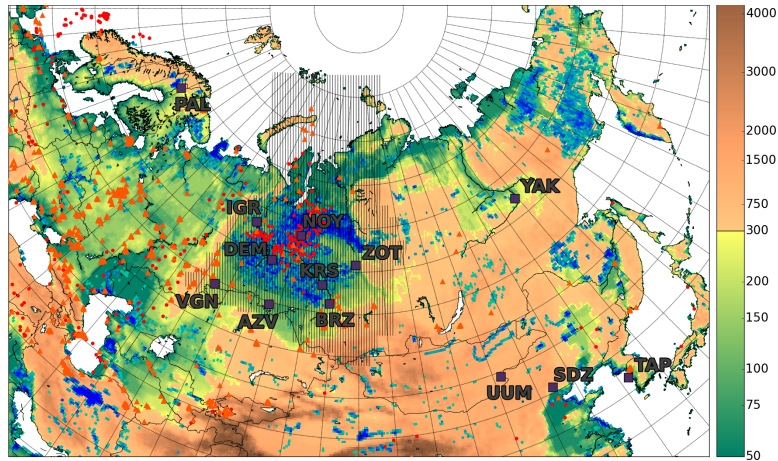 PAL
4000
3000
2000
1500
750
300
200
150
100
75
50
YAK
IGR
NOY
DEM
ZOT
KRS
VGN
AZV
BRZ
UUM
SDZ
TAP